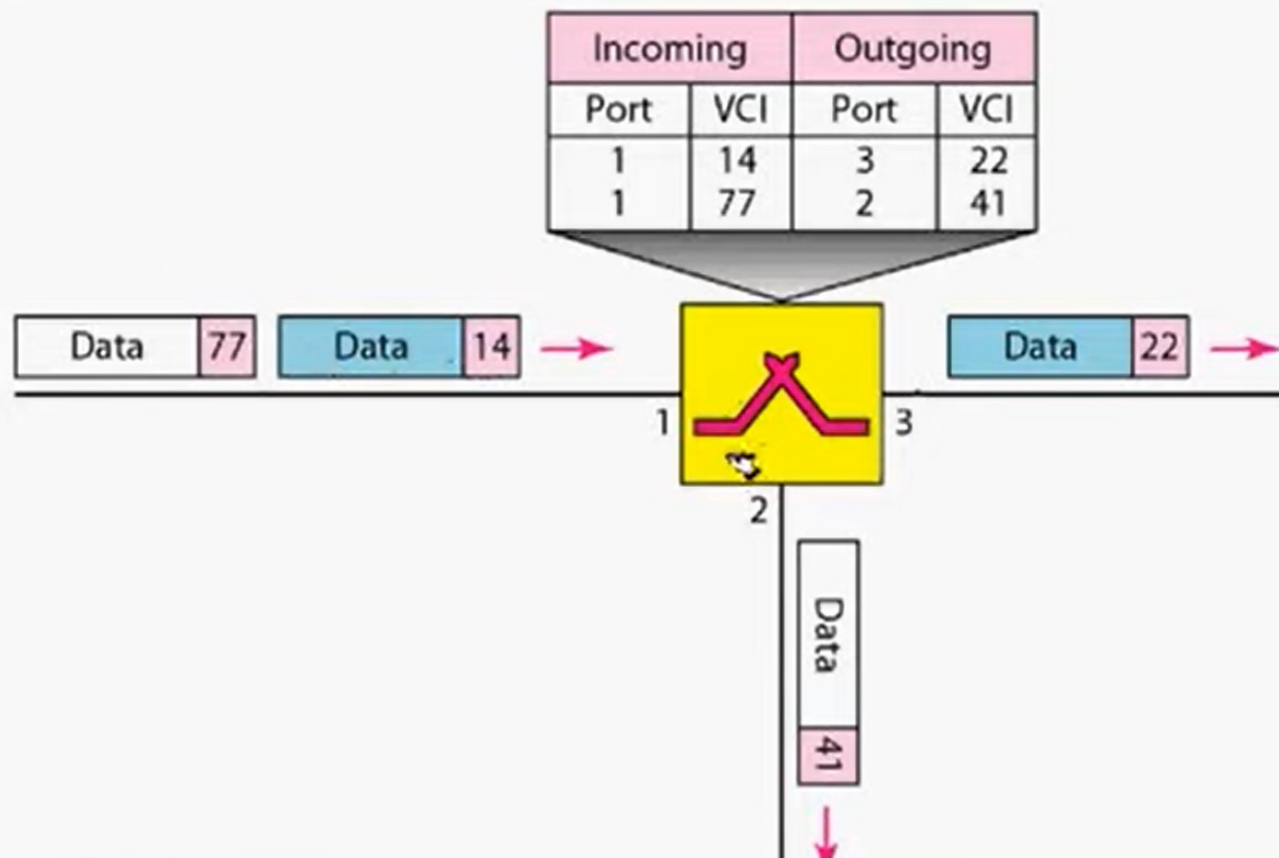 Incoming Outgoing
Port VCI Port VCI
1 14 3 22
1 77 2 41
Data 77 Data 14 Data 22
1 3
2
Data 41